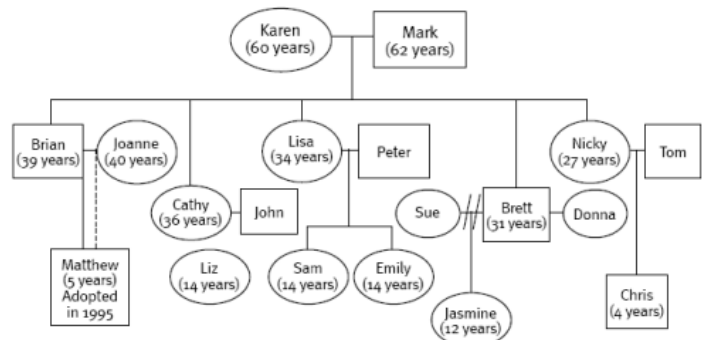 Karen
(60 years)
Mark
(62 years)
Brian
(39 years)
Joanne
(40 years)
Lisa
(34 years)
Peter
Nicky
(27 years)
Tom
Cathy
(36 years)
John
Sue
Brett
(31 years)
Donna
Matthew
(5 years)
Adopted
in 1995
Liz
(14 years)
Sam
(14 years)
Emily
(14 years)
Jasmine
(12 years)
Chris
(4 years)